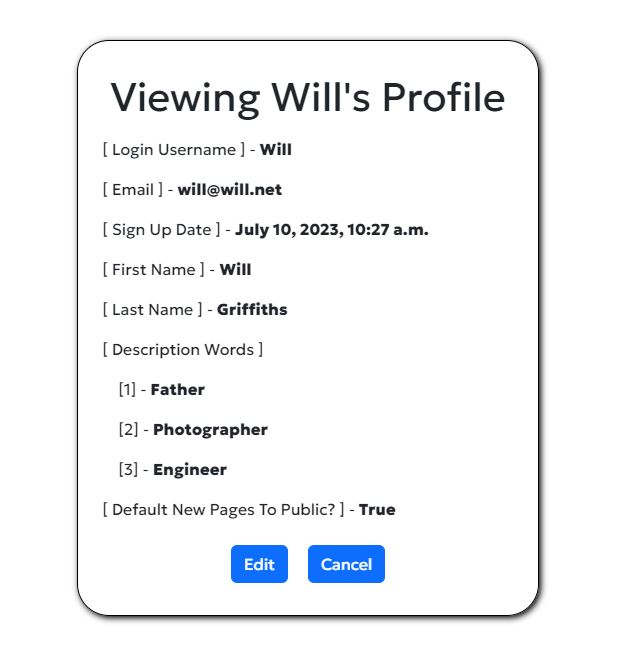 Viewing Will's Profile
[ Login Username ] - Will
[ Email ] - will@will.net
[ Sign Up Date ] - July 10, 2023, 10:27 a.m.
[ First Name ] - Will
[ Last Name ] - Griffiths
[ Description Words ]
[1] - Father
[2] - Photographer
[3] - Engineer
[ Default New Pages To Public? ] - True
Edit Cancel